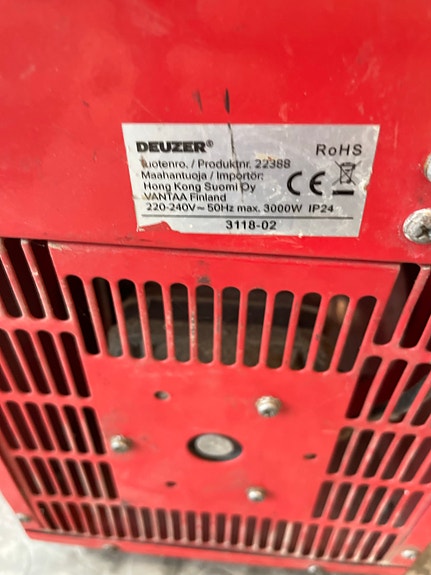 DEUZER® RoHS
Tuotenro. / Produktnr. 22388
Maahantuoja / Importör:
Hong Kong Suomi Oy
VANTAA Finland
220-240V~50Hz max. 3000W IP24
CE
3118-02